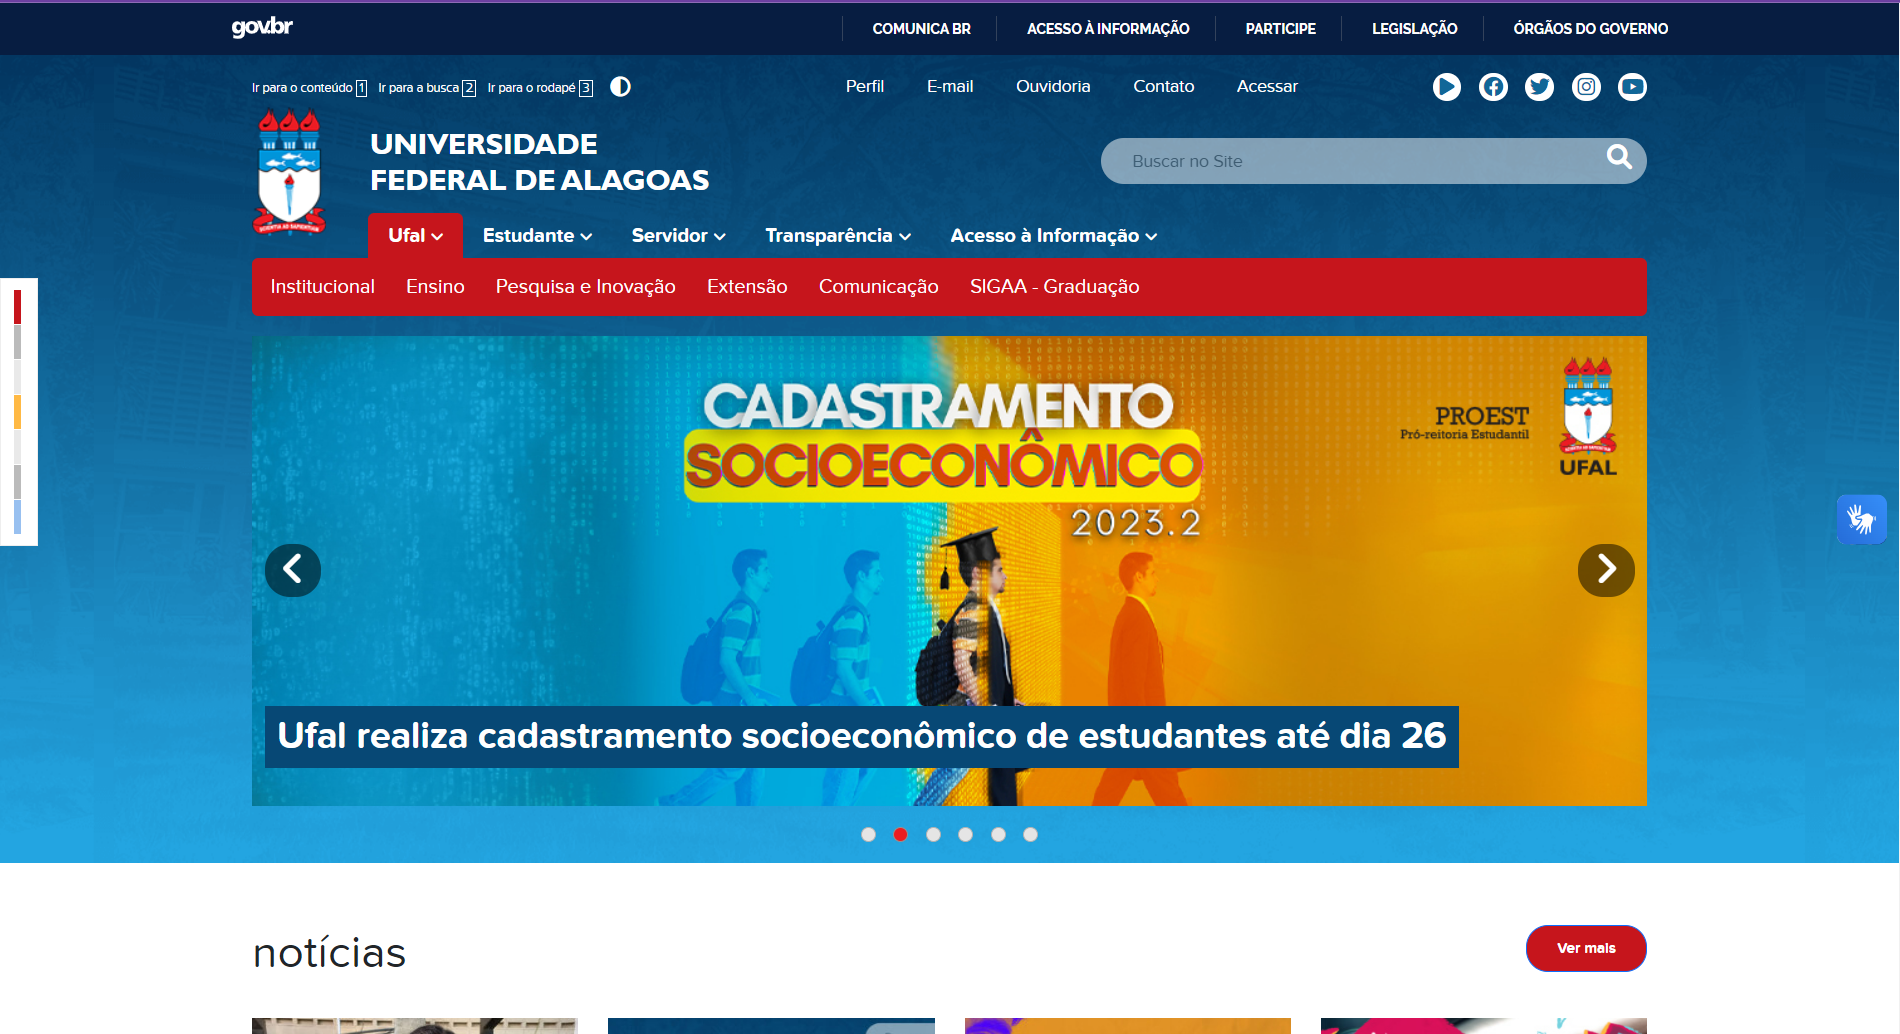 gov.br
COMUNICA BR
ACESSO À INFORMAÇÃO
PARTICIPE
LEGISLAÇÃO
ÓRGÃOS DO GOVERNO
Ir para o conteúdo 1
Ir para a busca 2
Ir para o rodapé 3
Perfil
E-mail
Ouvidoria
Contato
Acessar
UNIVERSIDADE
FEDERAL DE ALAGOAS
Buscar no Site
Ufal
Estudante
Servidor
Transparência
Acesso à Informação
Institucional
Ensino
Pesquisa e Inovação
Extensão
Comunicação
SIGAA - Graduação
CADASTRAMENTO
SOCIOECONÔMICO
2023.2
PROEST
Pró-reitoria Estudantil
UFAL
Ufal realiza cadastramento socioeconômico de estudantes até dia 26
notícias
Ver mais